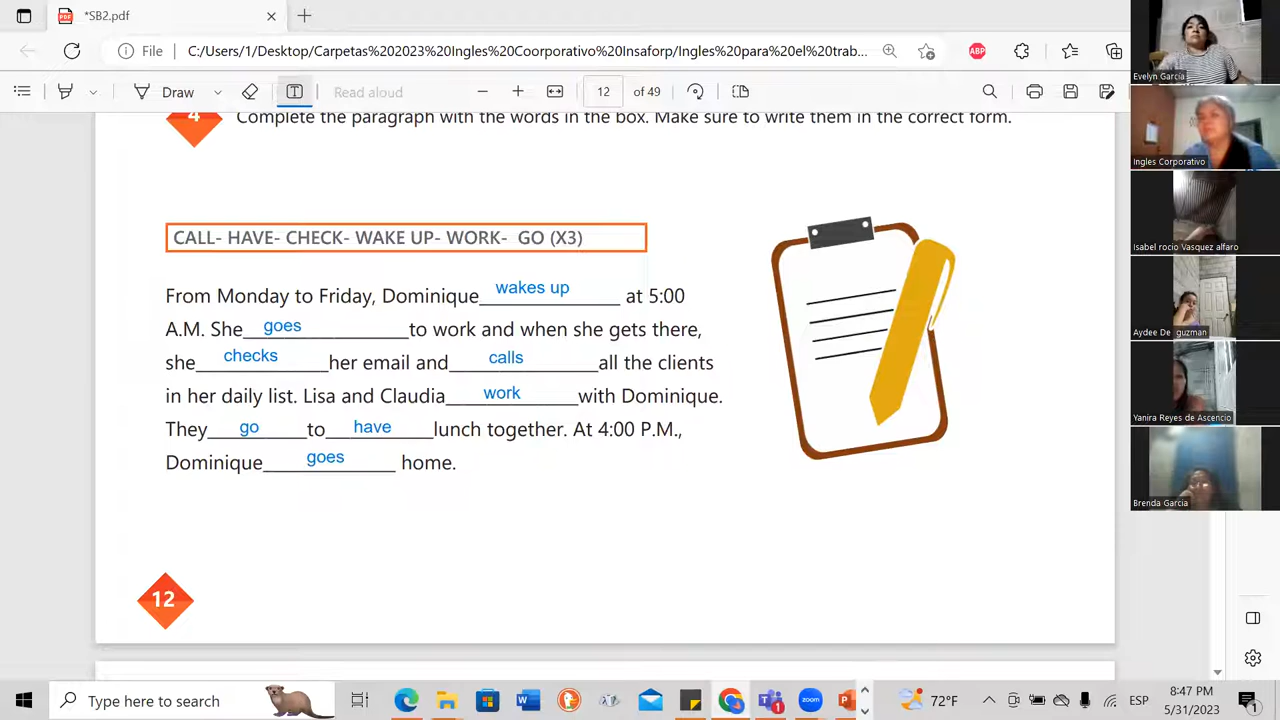 *SB2.pdf
File
C:/Users/1/Desktop/Carpetas%202023%20Ingles%20Coorporativo%20Insaforp/Ingles%20para%20el%20trab...
ABP
Draw
Read aloud
12 of 49
4 Complete the paragraph with the words in the box. Make sure to write them in the correct form.
CALL- HAVE- CHECK- WAKE UP- WORK- GO (X3)
From Monday to Friday, Dominique wakes up at 5:00
A.M. She goes to work and when she gets there,
she checks her email and calls all the clients
in her daily list. Lisa and Claudia work with Dominique.
They go to have lunch together. At 4:00 P.M.,
Dominique goes home.
12
Evelyn Garcia
Ingles Corporativo
Isabel rocio Vasquez alfaro
Aydee De guzman
Yanira Reyes de Ascencio
Brenda Garcia
Type here to search
72°F
ESP
8:47 PM
5/31/2023